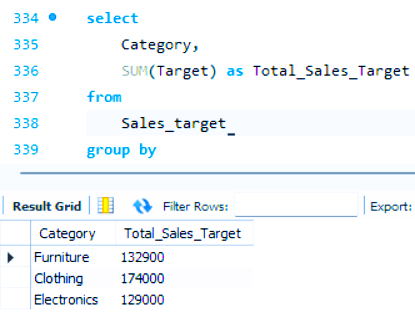 334 select
335 Category,
336 SUM(Target) as Total_Sales_Target
337 from
338 Sales_target
339 group by
Result Grid Filter Rows: Export:
Category Total_Sales_Target
Furniture 132900
Clothing 174000
Electronics 129000